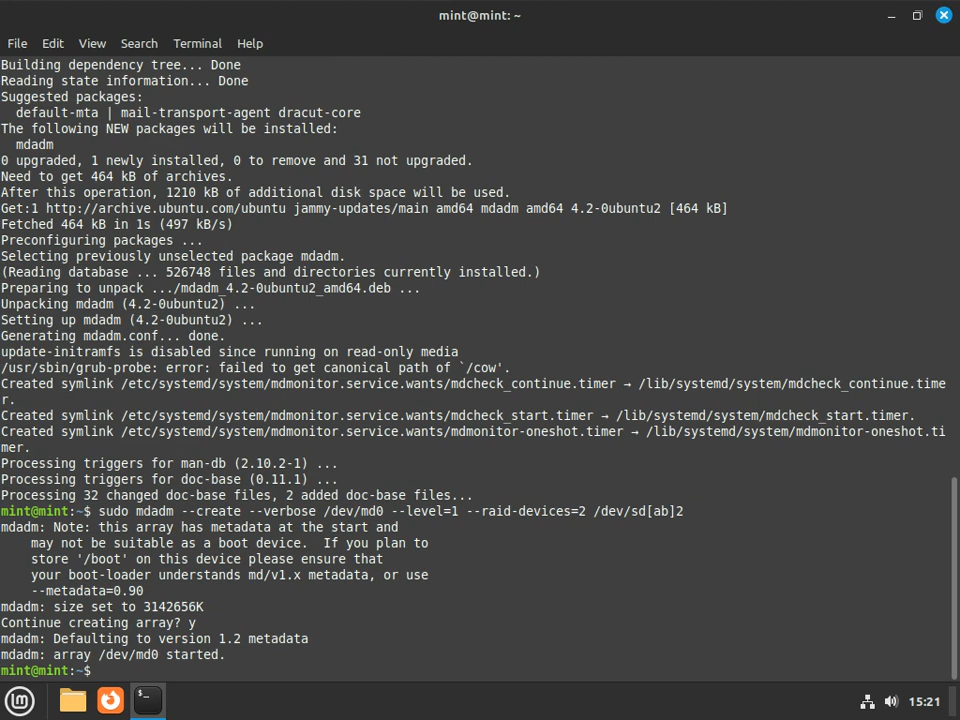 mint@mint: ~
File Edit View Search Terminal Help
Building dependency tree... Done
Reading state information... Done
Suggested packages:
  default-mta | mail-transport-agent dracut-core
The following NEW packages will be installed:
  mdadm
0 upgraded, 1 newly installed, 0 to remove and 31 not upgraded.
Need to get 464 kB of archives.
After this operation, 1210 kB of additional disk space will be used.
Get:1 http://archive.ubuntu.com/ubuntu jammy-updates/main amd64 mdadm amd64 4.2-0ubuntu2 [464 kB]
Fetched 464 kB in 1s (497 kB/s)
Preconfiguring packages ...
Selecting previously unselected package mdadm.
(Reading database ... 526748 files and directories currently installed.)
Preparing to unpack .../mdadm_4.2-0ubuntu2_amd64.deb ...
Unpacking mdadm (4.2-0ubuntu2) ...
Setting up mdadm (4.2-0ubuntu2) ...
Generating mdadm.conf... done.
update-initramfs is disabled since running on read-only media
/usr/sbin/grub-probe: error: failed to get canonical path of `/cow'.
Created symlink /etc/systemd/system/mdmonitor.service.wants/mdcheck_continue.timer → /lib/systemd/system/mdcheck_continue.time
r.
Created symlink /etc/systemd/system/mdmonitor.service.wants/mdcheck_start.timer → /lib/systemd/system/mdcheck_start.timer.
Created symlink /etc/systemd/system/mdmonitor.service.wants/mdmonitor-oneshot.timer → /lib/systemd/system/mdmonitor-oneshot.ti
mer.
Processing triggers for man-db (2.10.2-1) ...
Processing triggers for doc-base (0.11.1) ...
Processing 32 changed doc-base files, 2 added doc-base files...
mint@mint:~$ sudo mdadm --create --verbose /dev/md0 --level=1 --raid-devices=2 /dev/sd[ab]2
mdadm: Note: this array has metadata at the start and
    may not be suitable as a boot device.  If you plan to
    store '/boot' on this device please ensure that
    your boot-loader understands md/v1.x metadata, or use
    --metadata=0.90
mdadm: size set to 3142656K
Continue creating array? y
mdadm: Defaulting to version 1.2 metadata
mdadm: array /dev/md0 started.
mint@mint:~$
15:21